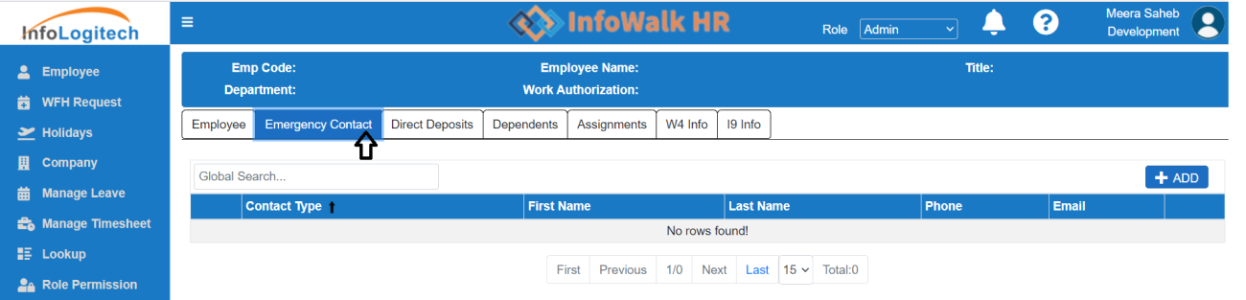 InfoLogitech
InfoWalk HR
Role Admin
Meera Saheb
Development
Employee
WFH Request
Holidays
Company
Manage Leave
Manage Timesheet
Lookup
Role Permission
Emp Code: Employee Name: Title:
Department: Work Authorization:
Employee Emergency Contact Direct Deposits Dependents Assignments W4 Info I9 Info
Global Search...
+ ADD
Contact Type First Name Last Name Phone Email
No rows found!
First Previous 1/0 Next Last 15 Total:0